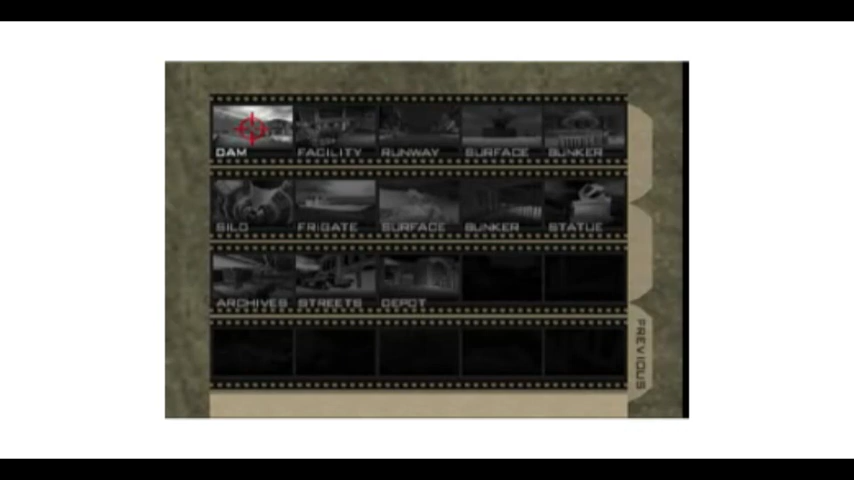 DAM FACILITY RUNWAY SURFACE BUNKER
SILO FRIGATE SURFACE BUNKER STATUE
ARCHIVES STREETS DEPOT
PREVIOUS